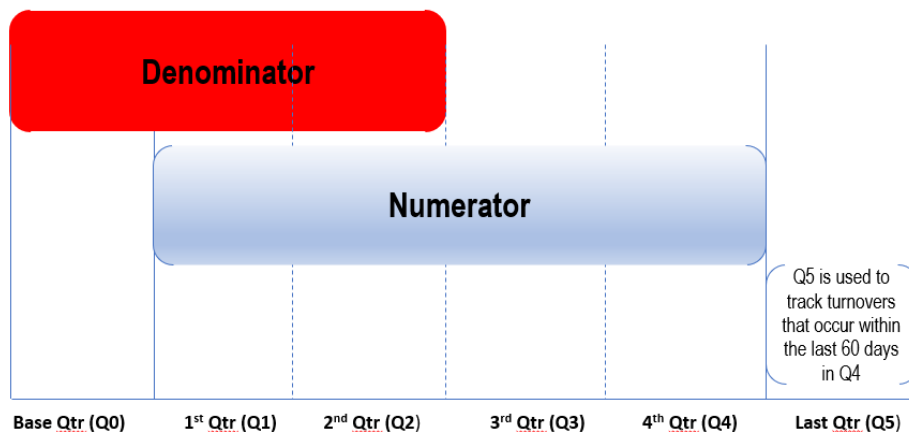 Denominator
Numerator
Q5 is used to
track turnovers
that occur within
the last 60 days
in Q4
Base Qtr (Q0) 1st Qtr (Q1) 2nd Qtr (Q2) 3rd Qtr (Q3) 4th Qtr (Q4) Last Qtr (Q5)